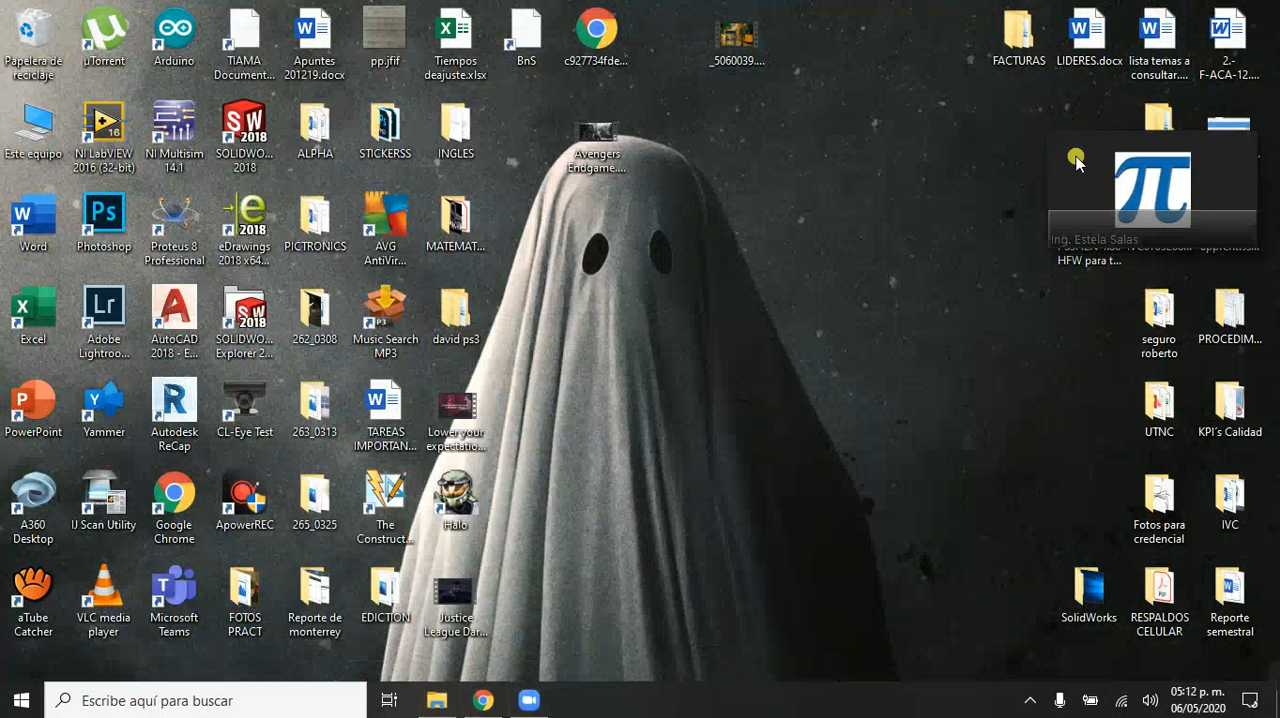 Papelera de
reciclaje
µTorrent
Arduino
TIAMA
Document...
Apuntes
201219.docx
pp.jfif
Tiempos
deajuste.xlsx
BnS
c927734fde...
_5060039....
FACTURAS
LIDERES.docx
lista temas a
consultar....
2.-
F-ACA-12....
Este equipo
NI LabVIEW
2016 (32-bit)
NI Multisim
14.1
SOLIDWO...
2018
ALPHA
STICKERSS
INGLES
Avengers
Endgame....
Ing. Estela Salas
HFW para t...
Word
Photoshop
Proteus 8
Professional
eDrawings
2018 x64...
PICTRONICS
AVG
AntiVir...
MATEMAT...
Excel
Adobe
Lightroo...
AutoCAD
2018 - E...
SOLIDWO...
Explorer 2...
262_0308
Music Search
MP3
david ps3
seguro
roberto
PROCEDIM...
PowerPoint
Yammer
Autodesk
ReCap
CL-Eye Test
263_0313
TAREAS
IMPORTAN...
Lower your
expectatio...
UTNC
KPI's Calidad
A360
Desktop
IJ Scan Utility
Google
Chrome
ApowerREC
265_0325
The
Construct...
Halo
Fotos para
credencial
IVC
aTube
Catcher
VLC media
player
Microsoft
Teams
FOTOS
PRACT
Reporte de
monterrey
EDICTION
Justice
League Dar...
SolidWorks
RESPALDOS
CELULAR
Reporte
semestral
Escribe aquí para buscar
05:12 p. m.
06/05/2020